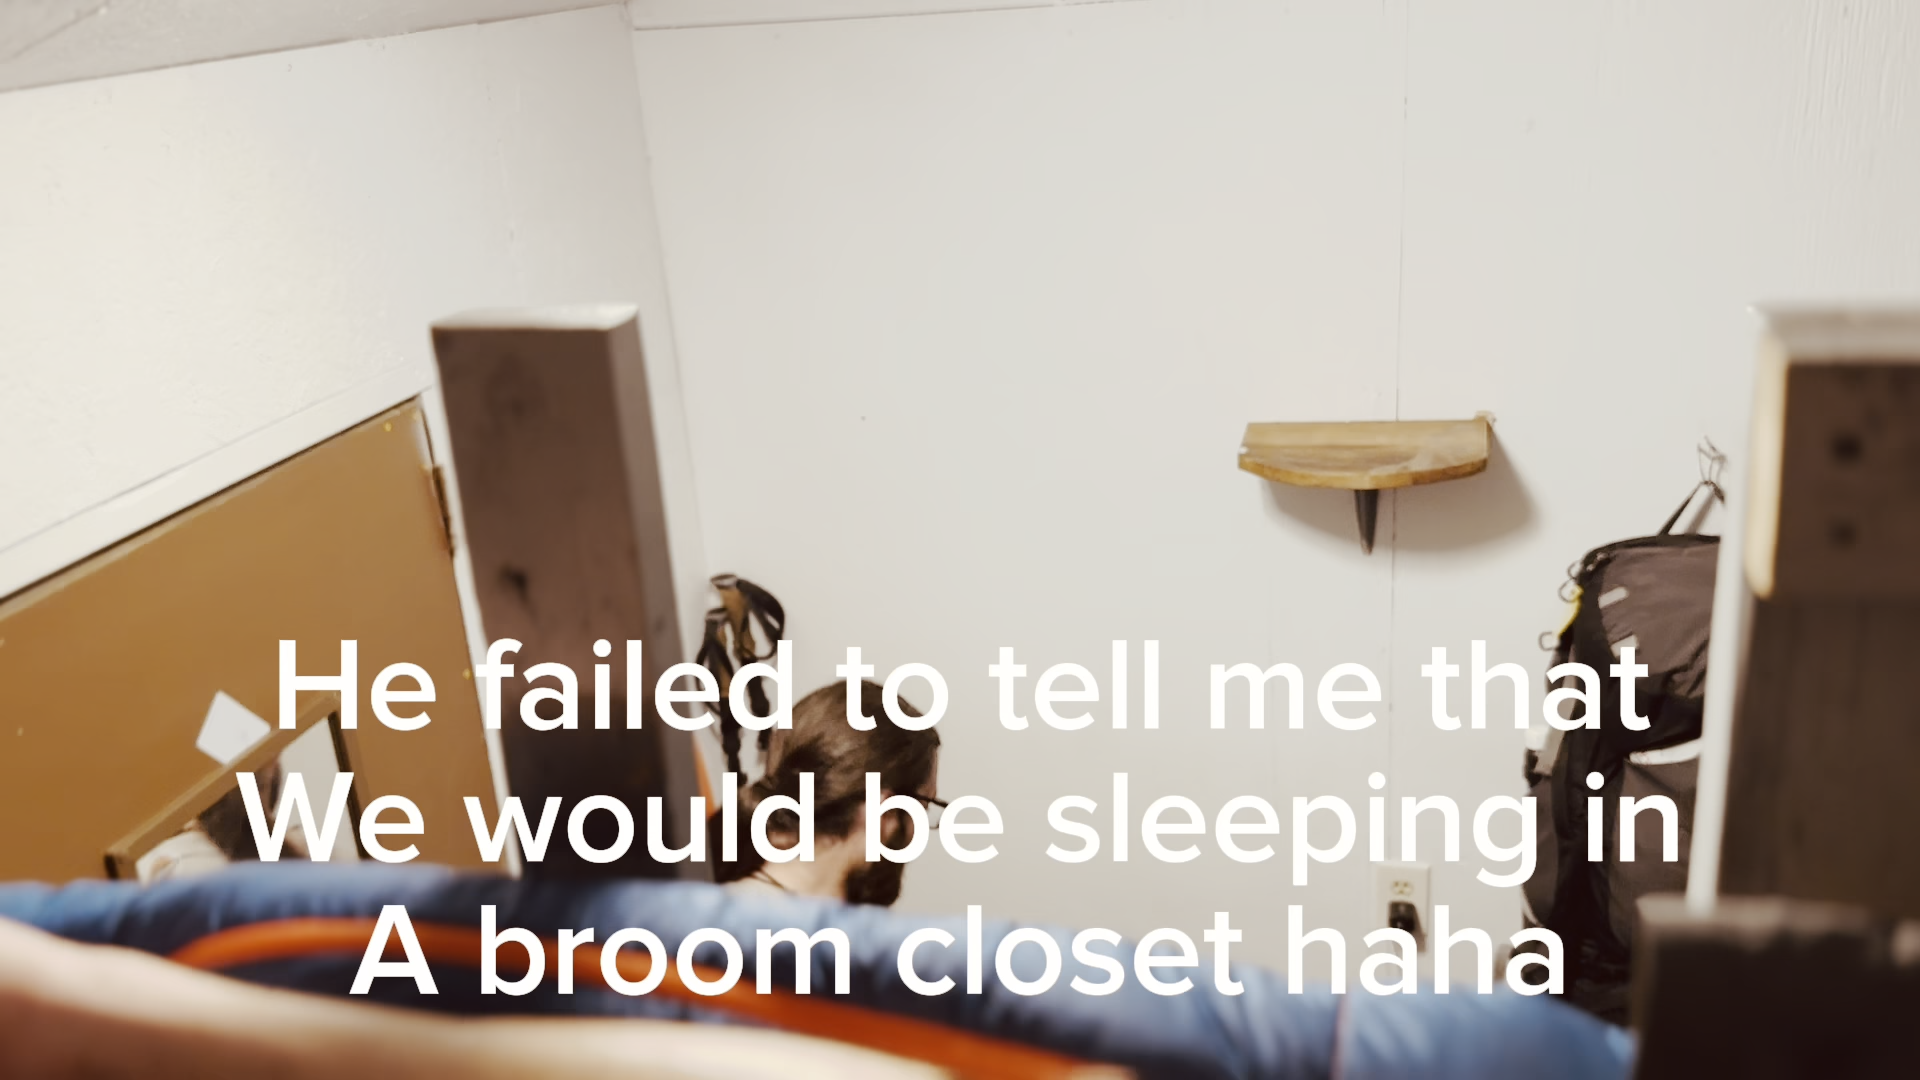 He failed to tell me that
We would be sleeping in
A broom closet haha